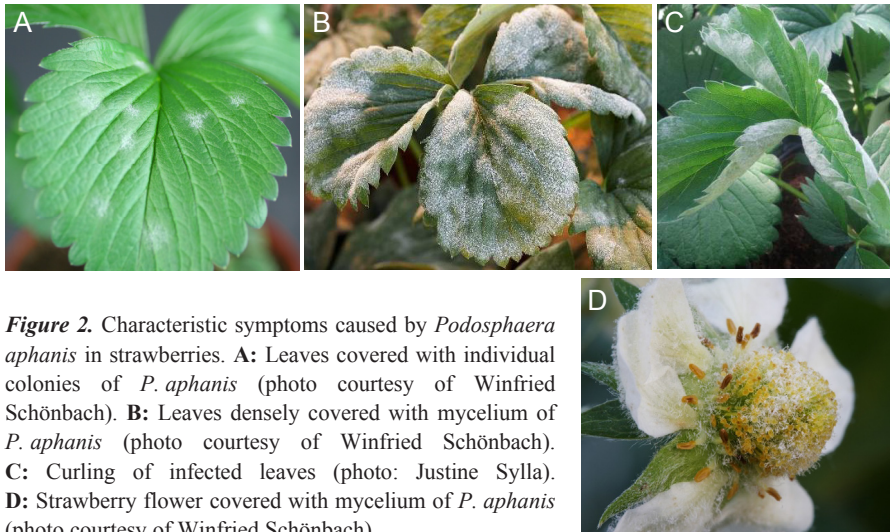 A
B
C
D
Figure 2. Characteristic symptoms caused by Podosphaera
aphanis in strawberries. A: Leaves covered with individual
colonies of P. aphanis (photo courtesy of Winfried
Schönbach). B: Leaves densely covered with mycelium of
P. aphanis (photo courtesy of Winfried Schönbach).
C: Curling of infected leaves (photo: Justine Sylla).
D: Strawberry flower covered with mycelium of P. aphanis
(photo courtesy of Winfried Schönbach)